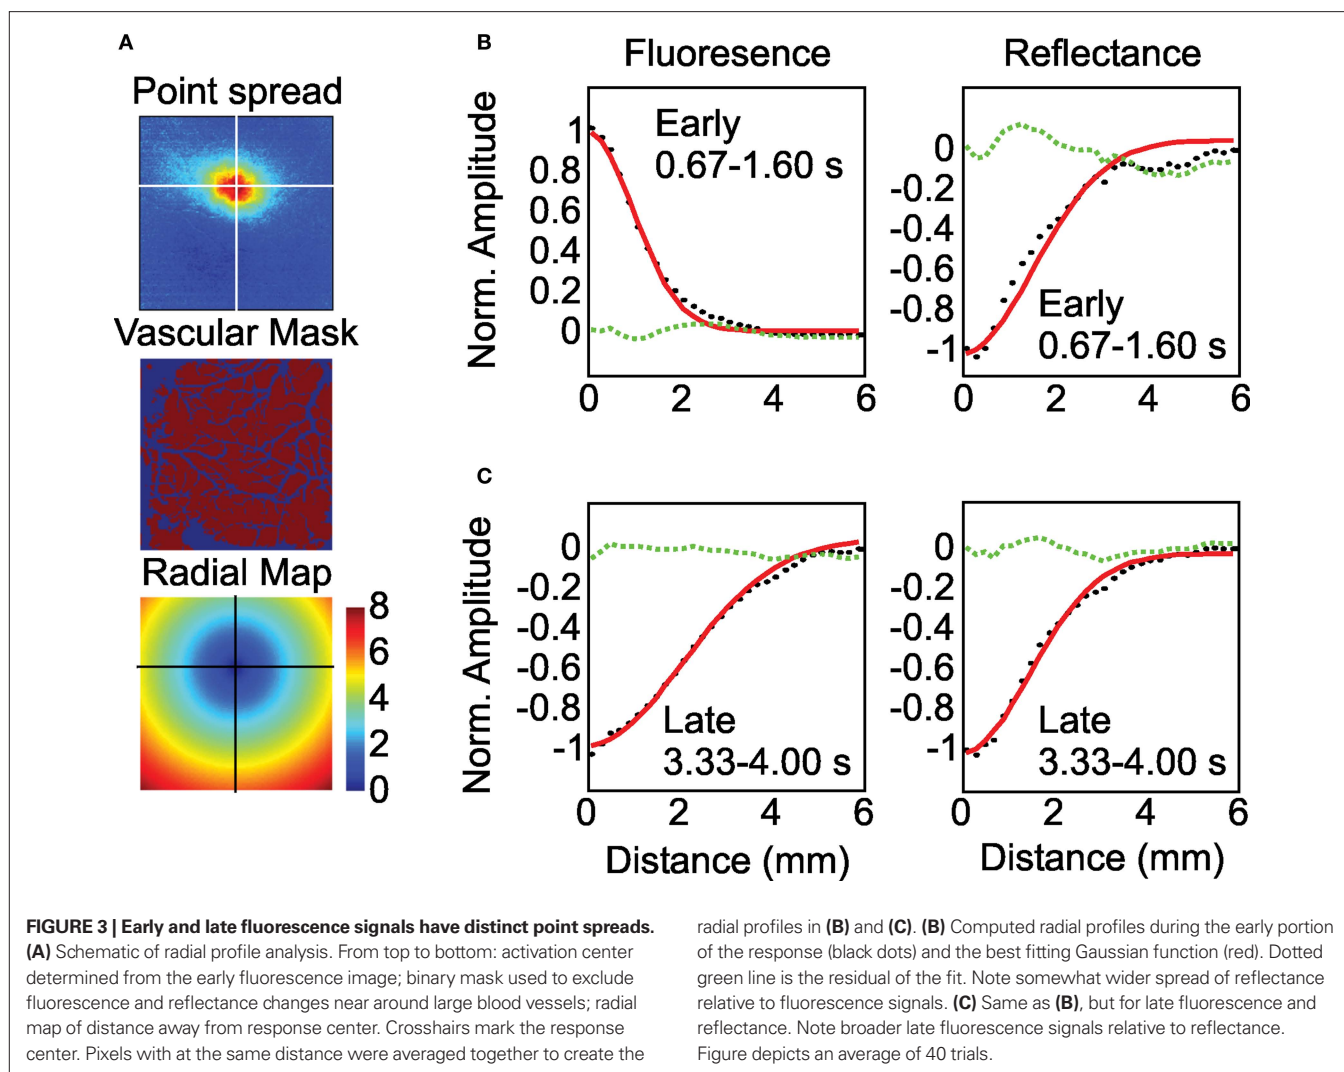 A
Point spread
Vascular Mask
Radial Map
8
6
4
2
0
B
Fluoresence
Reflectance
Norm. Amplitude
1
0.8
0.6
0.4
0.2
0
Early
0.67-1.60 s
0 2 4 6
0
-0.2
-0.4
-0.6
-0.8
-1
Early
0.67-1.60 s
0 2 4 6
C
Norm. Amplitude
0
-0.2
-0.4
-0.6
-0.8
-1
Late
3.33-4.00 s
0 2 4 6
Distance (mm)
0
-0.2
-0.4
-0.6
-0.8
-1
Late
3.33-4.00 s
0 2 4 6
Distance (mm)
FIGURE 3 | Early and late fluorescence signals have distinct point spreads.
(A) Schematic of radial profile analysis. From top to bottom: activation center
determined from the early fluorescence image; binary mask used to exclude
fluorescence and reflectance changes near around large blood vessels; radial
map of distance away from response center. Crosshairs mark the response
center. Pixels with at the same distance were averaged together to create the
radial profiles in (B) and (C). (B) Computed radial profiles during the early portion
of the response (black dots) and the best fitting Gaussian function (red). Dotted
green line is the residual of the fit. Note somewhat wider spread of reflectance
relative to fluorescence signals. (C) Same as (B), but for late fluorescence and
reflectance. Note broader late fluorescence signals relative to reflectance.
Figure depicts an average of 40 trials.